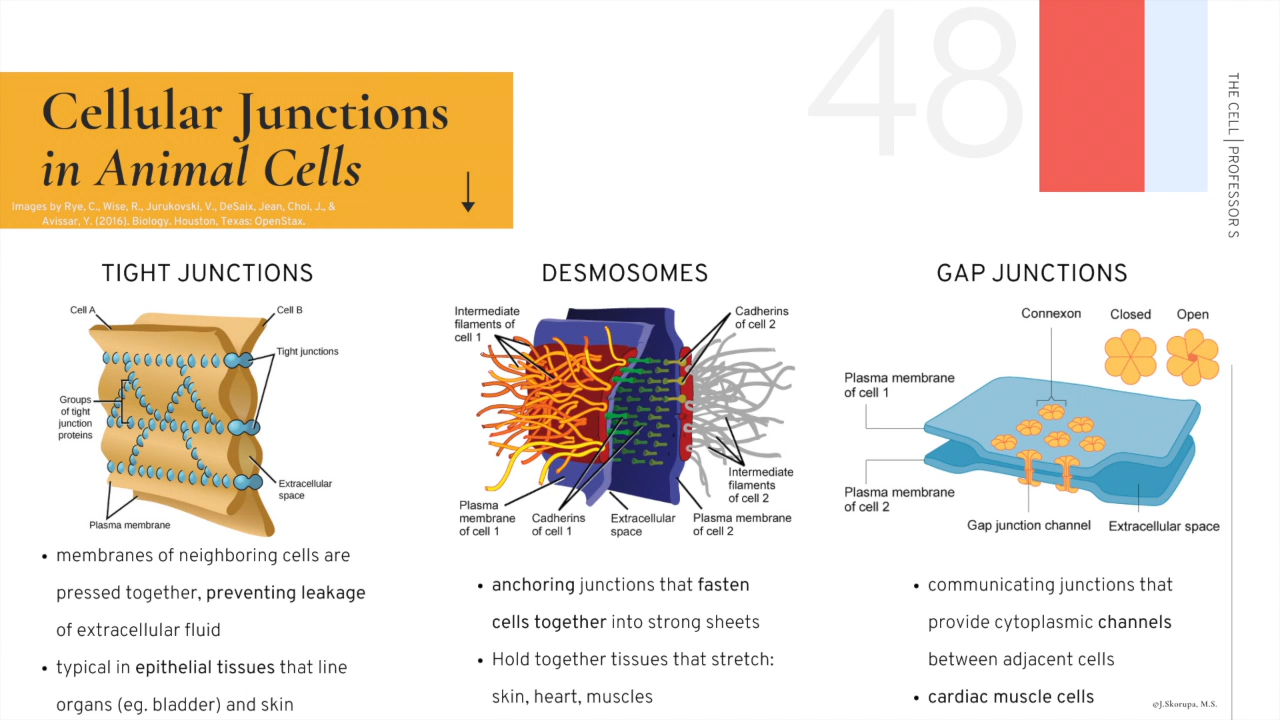 48
THE CELL | PROFESSOR S
Cellular Junctions
in Animal Cells
Images by Rye, C., Wise, R., Jurukovski, V., DeSaix, Jean, Choi, J., &
Avissar, Y. (2016). Biology. Houston, Texas: OpenStax.
TIGHT JUNCTIONS
Cell A
Cell B
Tight junctions
Groups
of tight
junction
proteins
Extracellular
space
Plasma membrane
• membranes of neighboring cells are
pressed together, preventing leakage
of extracellular fluid
• typical in epithelial tissues that line
organs (eg. bladder) and skin
DESMOSOMES
Intermediate
filaments of
cell 1
Cadherins
of cell 2
Intermediate
filaments
of cell 2
Plasma
membrane
of cell 1
Cadherins
of cell 1
Extracellular
space
Plasma membrane
of cell 2
• anchoring junctions that fasten
cells together into strong sheets
• Hold together tissues that stretch:
skin, heart, muscles
GAP JUNCTIONS
Connexon
Closed
Open
Plasma membrane
of cell 1
Plasma membrane
of cell 2
Gap junction channel
Extracellular space
• communicating junctions that
provide cytoplasmic channels
between adjacent cells
• cardiac muscle cells
@J.Skorupa, M.S.